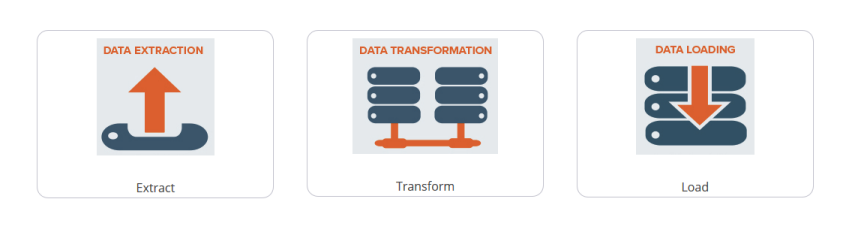 DATA EXTRACTION
Extract
DATA TRANSFORMATION
Transform
DATA LOADING
Load